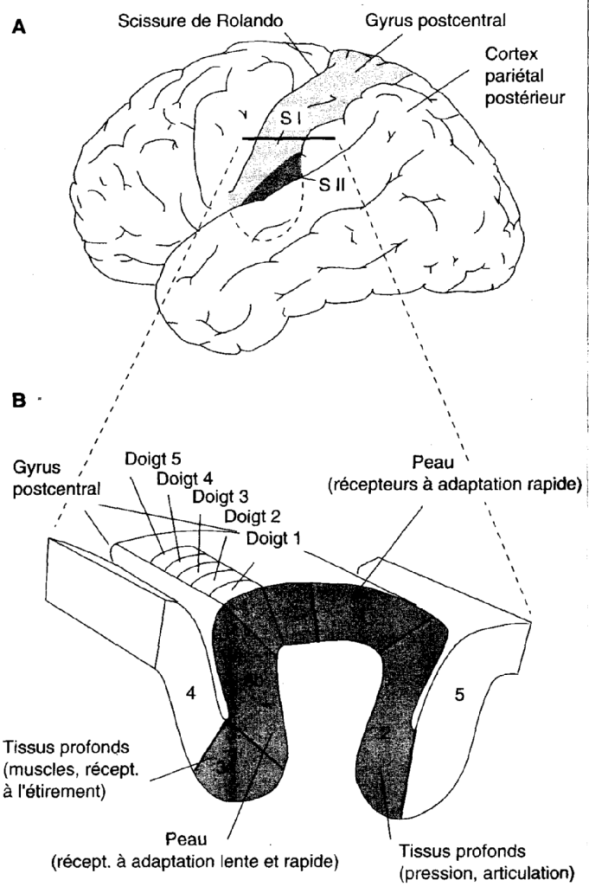 A
Scissure de Rolando
Gyrus postcentral
Cortex
pariétal
postérieur
S I
S II
B
Gyrus
postcentral
Doigt 5
Doigt 4
Doigt 3
Doigt 2
Doigt 1
Peau
(récepteurs à adaptation rapide)
4
5
2
Tissus profonds
(muscles, récept.
à l'étirement)
Peau
(récept. à adaptation lente et rapide)
Tissus profonds
(pression, articulation)